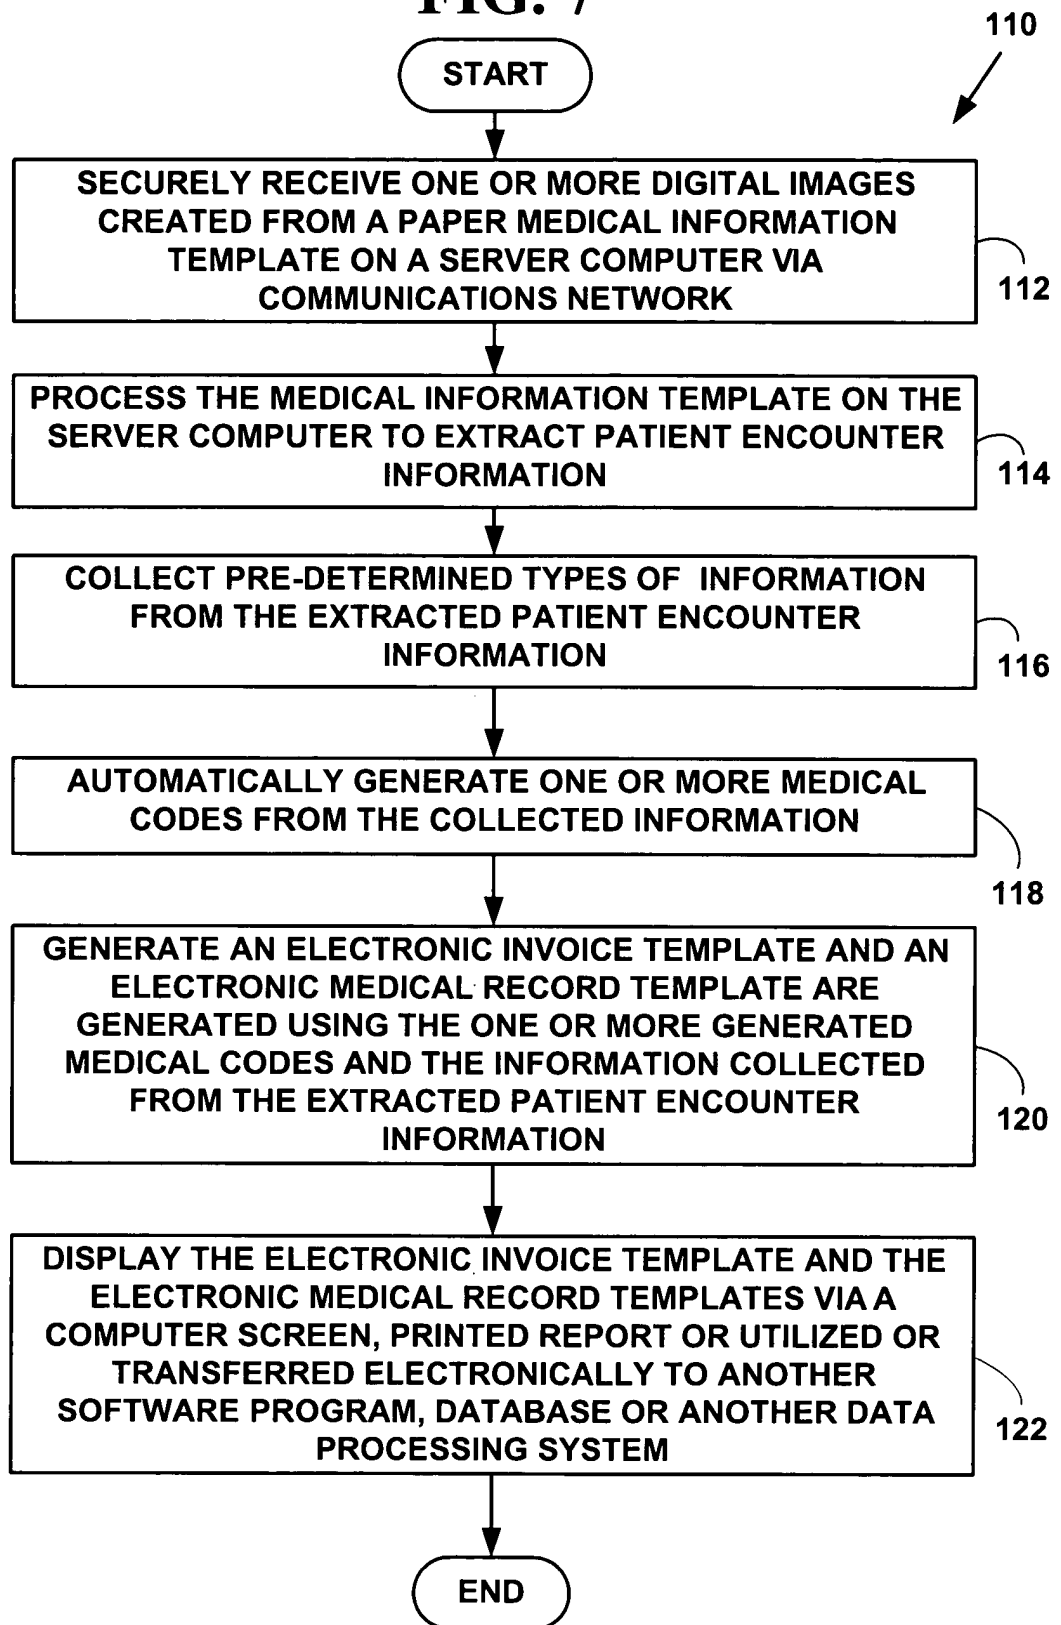 FIG. 7
110
START
SECURELY RECEIVE ONE OR MORE DIGITAL IMAGES
CREATED FROM A PAPER MEDICAL INFORMATION
TEMPLATE ON A SERVER COMPUTER VIA
COMMUNICATIONS NETWORK
112
PROCESS THE MEDICAL INFORMATION TEMPLATE ON THE
SERVER COMPUTER TO EXTRACT PATIENT ENCOUNTER
INFORMATION
114
COLLECT PRE-DETERMINED TYPES OF INFORMATION
FROM THE EXTRACTED PATIENT ENCOUNTER
INFORMATION
116
AUTOMATICALLY GENERATE ONE OR MORE MEDICAL
CODES FROM THE COLLECTED INFORMATION
118
GENERATE AN ELECTRONIC INVOICE TEMPLATE AND AN
ELECTRONIC MEDICAL RECORD TEMPLATE ARE
GENERATED USING THE ONE OR MORE GENERATED
MEDICAL CODES AND THE INFORMATION COLLECTED
FROM THE EXTRACTED PATIENT ENCOUNTER
INFORMATION
120
DISPLAY THE ELECTRONIC INVOICE TEMPLATE AND THE
ELECTRONIC MEDICAL RECORD TEMPLATES VIA A
COMPUTER SCREEN, PRINTED REPORT OR UTILIZED OR
TRANSFERRED ELECTRONICALLY TO ANOTHER
SOFTWARE PROGRAM, DATABASE OR ANOTHER DATA
PROCESSING SYSTEM
122
END